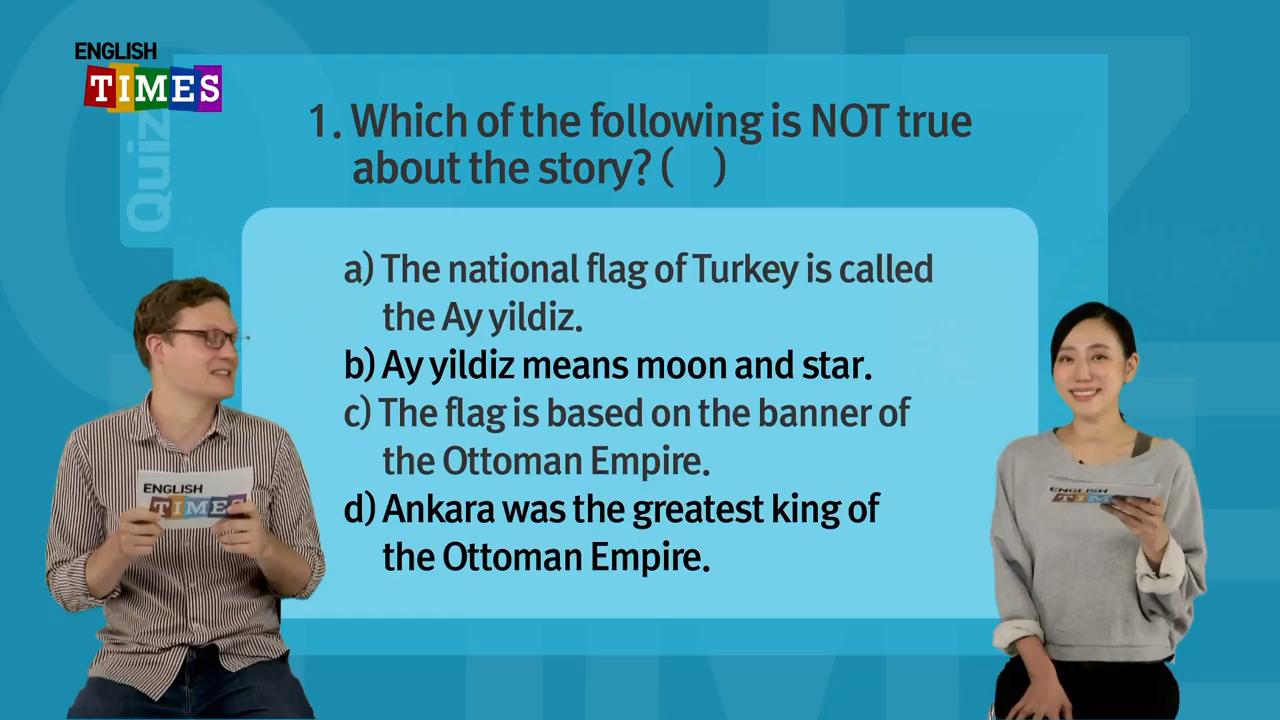 ENGLISH
TIMES
Quiz
1. Which of the following is NOT true
about the story? ( )
a) The national flag of Turkey is called
the Ay yildiz.
b) Ay yildiz means moon and star.
c) The flag is based on the banner of
the Ottoman Empire.
d) Ankara was the greatest king of
the Ottoman Empire.
ENGLISH
TIMES
ENGLISH
TIM